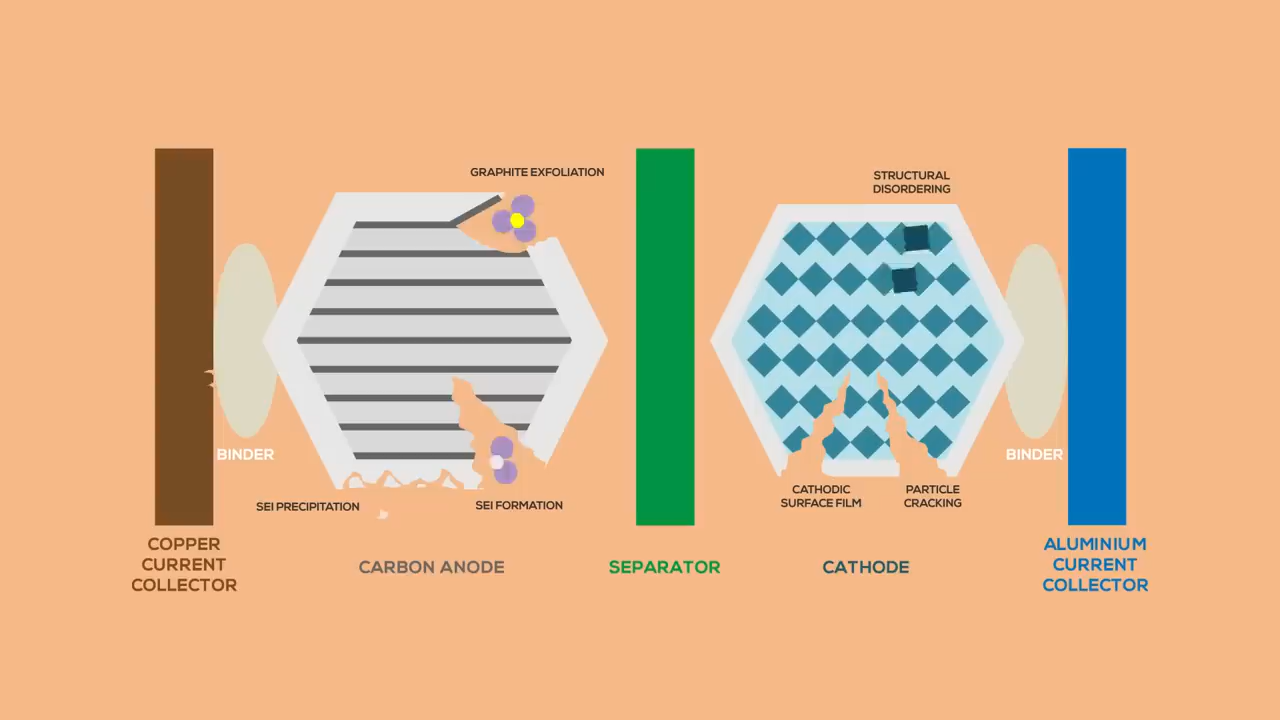 GRAPHITE EXFOLIATION
STRUCTURAL
DISORDERING
BINDER
BINDER
SEI PRECIPITATION
SEI FORMATION
CATHODIC
SURFACE FILM
PARTICLE
CRACKING
COPPER
CURRENT
COLLECTOR
CARBON ANODE
SEPARATOR
CATHODE
ALUMINIUM
CURRENT
COLLECTOR